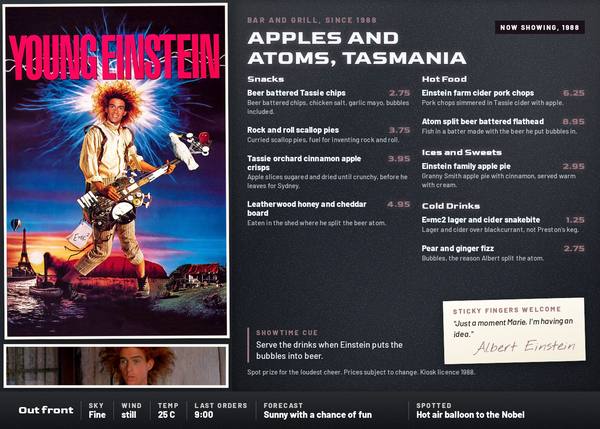 YOUNG EINSTEIN
E=mc²
BAR AND GRILL, SINCE 1988
NOW SHOWING, 1988
APPLES AND
ATOMS, TASMANIA
Snacks
Beer battered Tassie chips 2.75
Beer battered chips, chicken salt, garlic mayo, bubbles
included.
Rock and roll scallop pies 3.75
Curried scallop pies, fuel for inventing rock and roll.
Tassie orchard cinnamon apple 3.95
crisps
Apple slices sugared and dried until crunchy, before he
leaves for Sydney.
Leatherwood honey and cheddar 4.95
board
Eaten in the shed where he split the beer atom.
Hot Food
Einstein farm cider pork chops 6.25
Pork chops simmered in Tassie cider with apple.
Atom split beer battered flathead 8.95
Fish in a batter made with the beer he put bubbles in.
Ices and Sweets
Einstein family apple pie 2.95
Granny Smith apple pie with cinnamon, served warm
with cream.
Cold Drinks
E=mc2 lager and cider snakebite 1.25
Lager and cider over blackcurrant, not Preston's keg.
Pear and ginger fizz 2.75
Bubbles, the reason Albert split the atom.
SHOWTIME CUE
Serve the drinks when Einstein puts the
bubbles into beer.
STICKY FINGERS WELCOME
"Just a moment Marie, I'm having an
idea."
Albert Einstein
Spot prize for the loudest cheer. Prices subject to change. Kiosk licence 1988.
Out front
SKY
Fine
WIND
still
TEMP
25 C
LAST ORDERS
9:00
FORECAST
Sunny with a chance of fun
SPOTTED
Hot air balloon to the Nobel